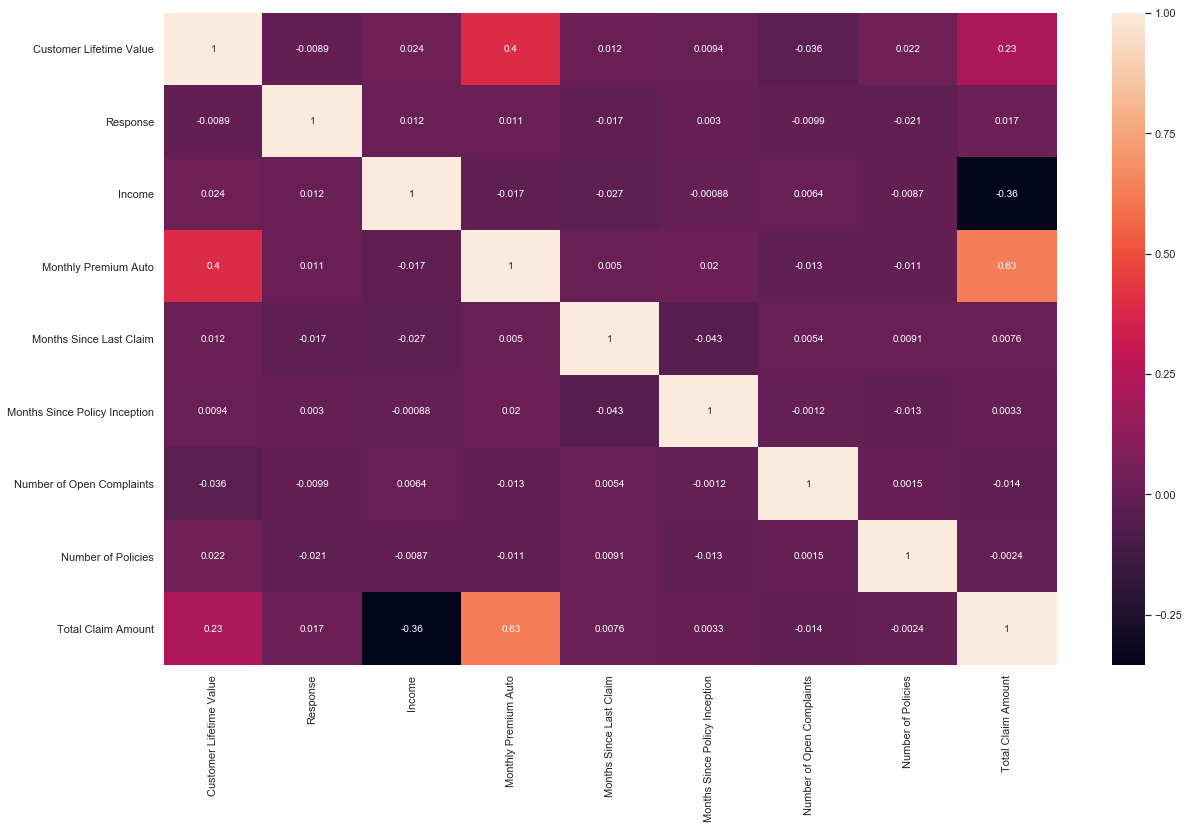 Customer Lifetime Value 1 -0.0089 0.024 0.4 0.012 0.0094 -0.036 0.022 0.23
Response -0.0089 1 0.012 0.011 -0.017 0.003 -0.0099 -0.021 0.017
Income 0.024 0.012 1 -0.017 -0.027 -0.00088 0.0064 -0.0087 -0.36
Monthly Premium Auto 0.4 0.011 -0.017 1 0.005 0.02 -0.013 -0.011 0.63
Months Since Last Claim 0.012 -0.017 -0.027 0.005 1 -0.043 0.0054 0.0091 0.0076
Months Since Policy Inception 0.0094 0.003 -0.00088 0.02 -0.043 1 -0.0012 -0.013 0.0033
Number of Open Complaints -0.036 -0.0099 0.0064 -0.013 0.0054 -0.0012 1 0.0015 -0.014
Number of Policies 0.022 -0.021 -0.0087 -0.011 0.0091 -0.013 0.0015 1 -0.0024
Total Claim Amount 0.23 0.017 -0.36 0.63 0.0076 0.0033 -0.014 -0.0024 1
Customer Lifetime Value
Response
Income
Monthly Premium Auto
Months Since Last Claim
Months Since Policy Inception
Number of Open Complaints
Number of Policies
Total Claim Amount
1.00
0.75
0.50
0.25
0.00
−0.25